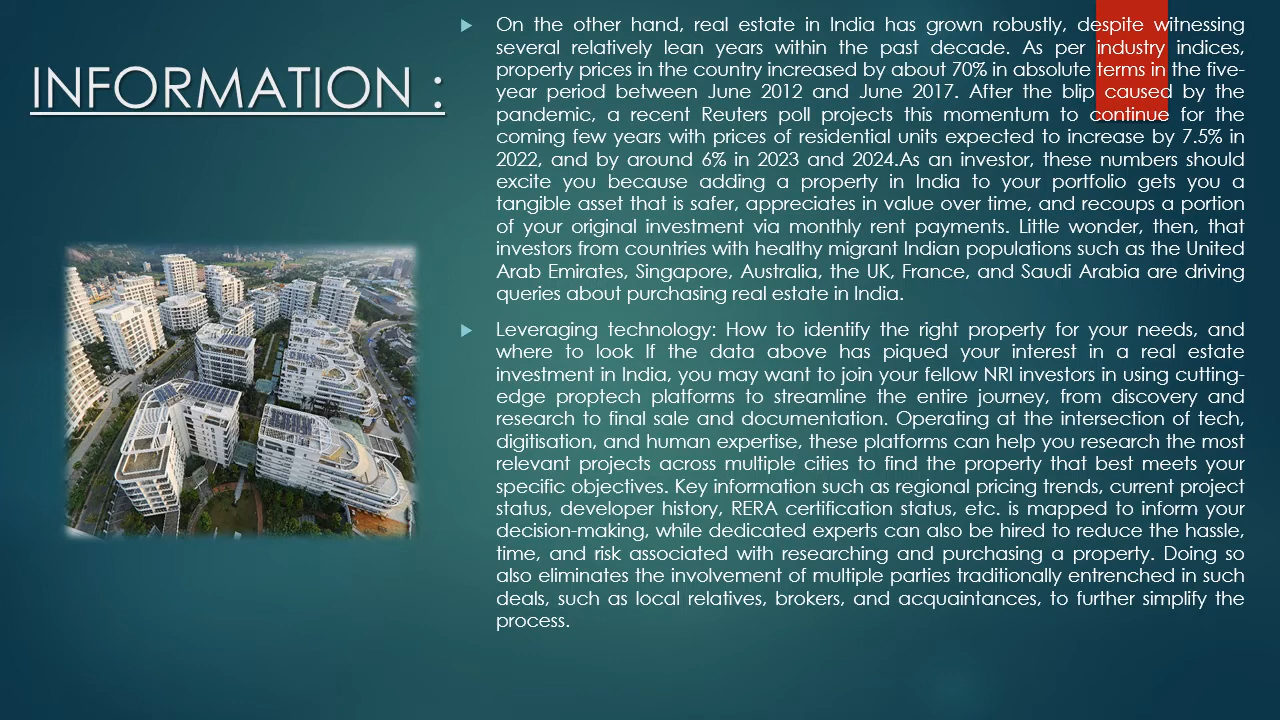 INFORMATION :
On the other hand, real estate in India has grown robustly, despite witnessing
several relatively lean years within the past decade. As per industry indices,
property prices in the country increased by about 70% in absolute terms in the five-
year period between June 2012 and June 2017. After the blip caused by the
pandemic, a recent Reuters poll projects this momentum to continue for the
coming few years with prices of residential units expected to increase by 7.5% in
2022, and by around 6% in 2023 and 2024.As an investor, these numbers should
excite you because adding a property in India to your portfolio gets you a
tangible asset that is safer, appreciates in value over time, and recoups a portion
of your original investment via monthly rent payments. Little wonder, then, that
investors from countries with healthy migrant Indian populations such as the United
Arab Emirates, Singapore, Australia, the UK, France, and Saudi Arabia are driving
queries about purchasing real estate in India.
Leveraging technology: How to identify the right property for your needs, and
where to look If the data above has piqued your interest in a real estate
investment in India, you may want to join your fellow NRI investors in using cutting-
edge proptech platforms to streamline the entire journey, from discovery and
research to final sale and documentation. Operating at the intersection of tech,
digitisation, and human expertise, these platforms can help you research the most
relevant projects across multiple cities to find the property that best meets your
specific objectives. Key information such as regional pricing trends, current project
status, developer history, RERA certification status, etc. is mapped to inform your
decision-making, while dedicated experts can also be hired to reduce the hassle,
time, and risk associated with researching and purchasing a property. Doing so
also eliminates the involvement of multiple parties traditionally entrenched in such
deals, such as local relatives, brokers, and acquaintances, to further simplify the
process.